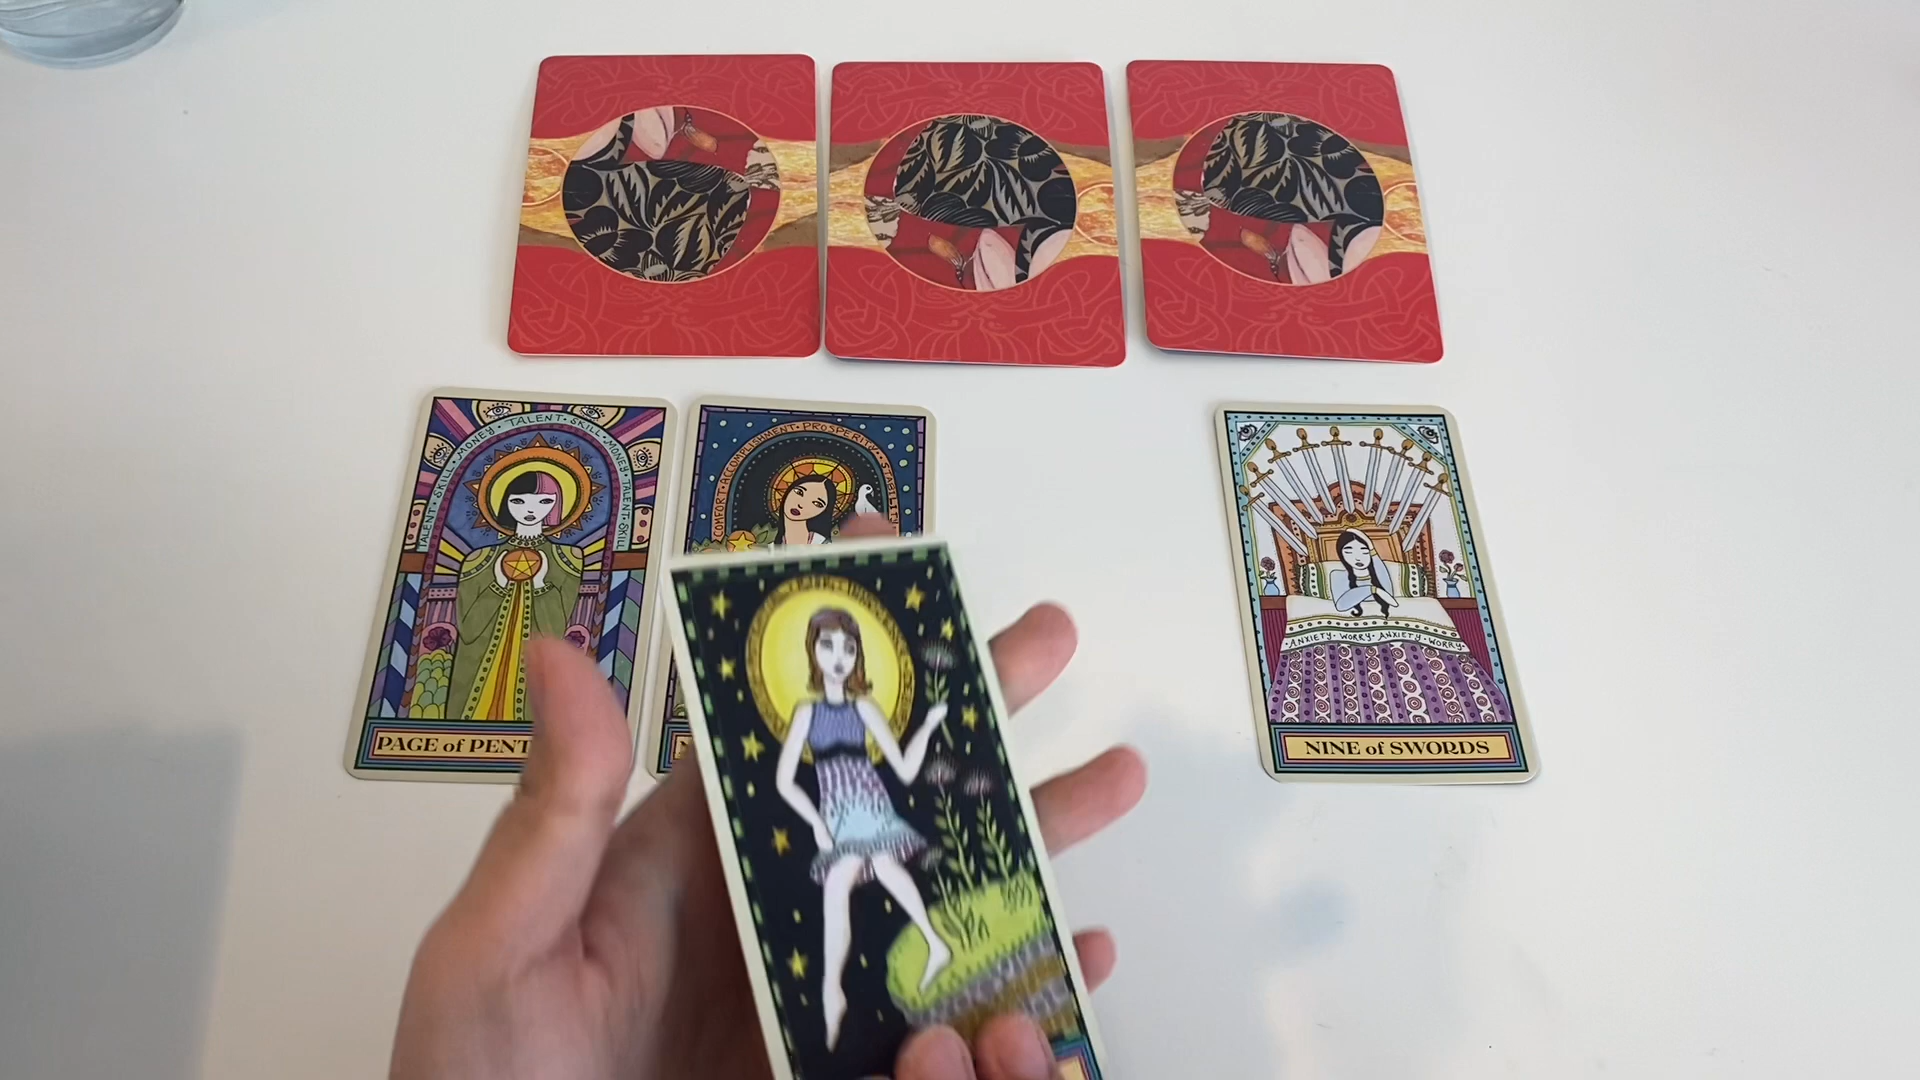 TALENT · SKILL · MONEY · TALENT · SKILL · MONEY · TALENT · SKILL
PAGE of PENT
COMFORT · ACCOMPLISHMENT · PROSPERITY · STABILITY
N
· ANXIETY · WORRY · ANXIETY · WORRY ·
NINE of SWORDS